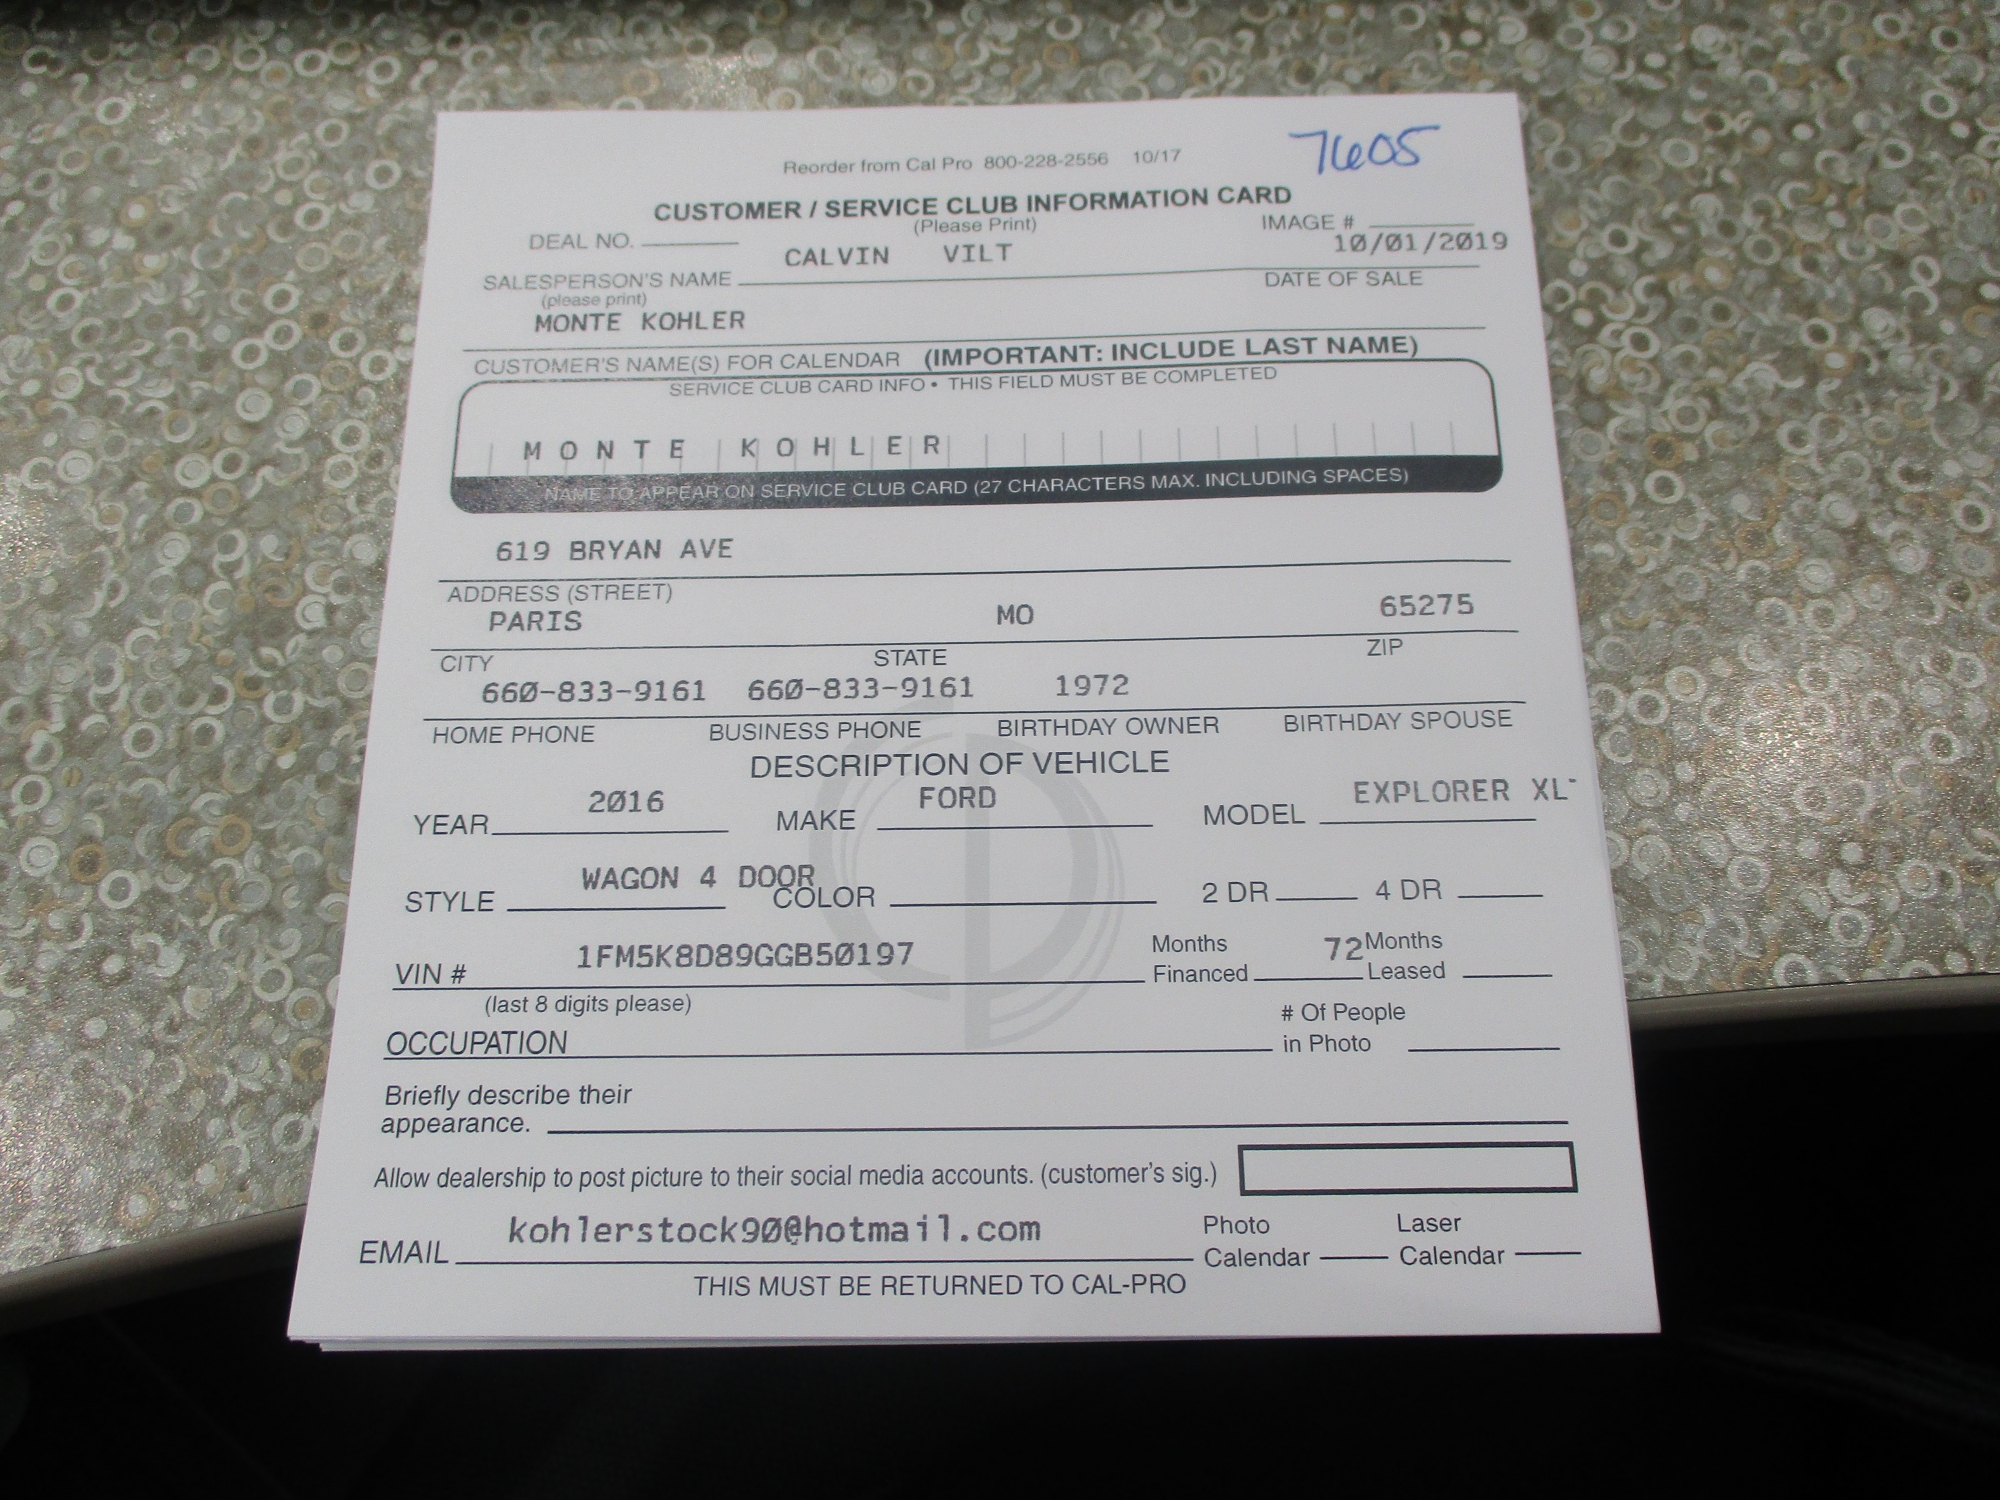 7605
Reorder from Cal Pro 800-228-2556 10/17
CUSTOMER / SERVICE CLUB INFORMATION CARD
(Please Print)
DEAL NO. IMAGE #
CALVIN VILT 10/01/2019
SALESPERSON'S NAME DATE OF SALE
(please print)
MONTE KOHLER
CUSTOMER'S NAME(S) FOR CALENDAR (IMPORTANT: INCLUDE LAST NAME)
SERVICE CLUB CARD INFO • THIS FIELD MUST BE COMPLETED
MONTE KOHLER
NAME TO APPEAR ON SERVICE CLUB CARD (27 CHARACTERS MAX. INCLUDING SPACES)
619 BRYAN AVE
ADDRESS (STREET)
PARIS MO 65275
CITY STATE ZIP
660-833-9161 660-833-9161 1972
HOME PHONE BUSINESS PHONE BIRTHDAY OWNER BIRTHDAY SPOUSE
DESCRIPTION OF VEHICLE
YEAR 2016 MAKE FORD MODEL EXPLORER XL
STYLE WAGON 4 DOOR COLOR 2 DR 4 DR
VIN # 1FM5K8D89GGB50197 Months Financed 72 Months Leased
(last 8 digits please)
OCCUPATION # Of People in Photo
Briefly describe their
appearance.
Allow dealership to post picture to their social media accounts. (customer's sig.)
EMAIL kohlerstock90@hotmail.com Photo Calendar Laser Calendar
THIS MUST BE RETURNED TO CAL-PRO